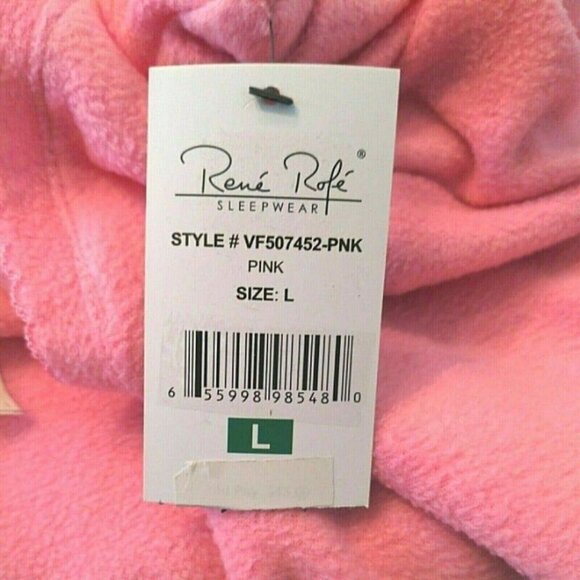 René Rofé®
SLEEPWEAR
STYLE # VF507452-PNK
PINK
SIZE: L
6 55998 98548 0
L